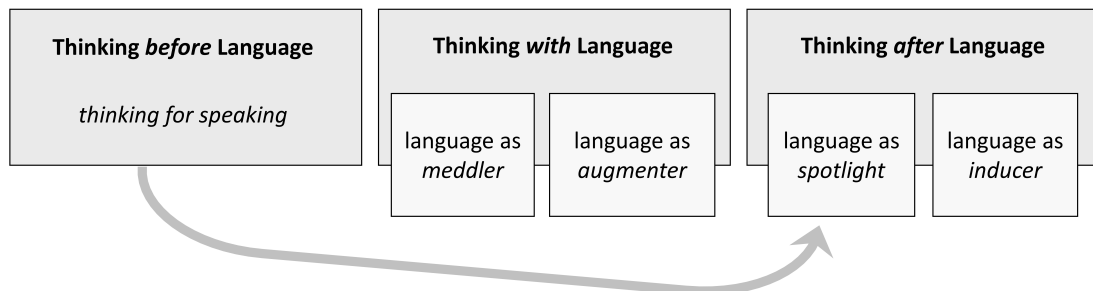 Thinking before Language
thinking for speaking
Thinking with Language
language as
meddler
language as
augmenter
Thinking after Language
language as
spotlight
language as
inducer